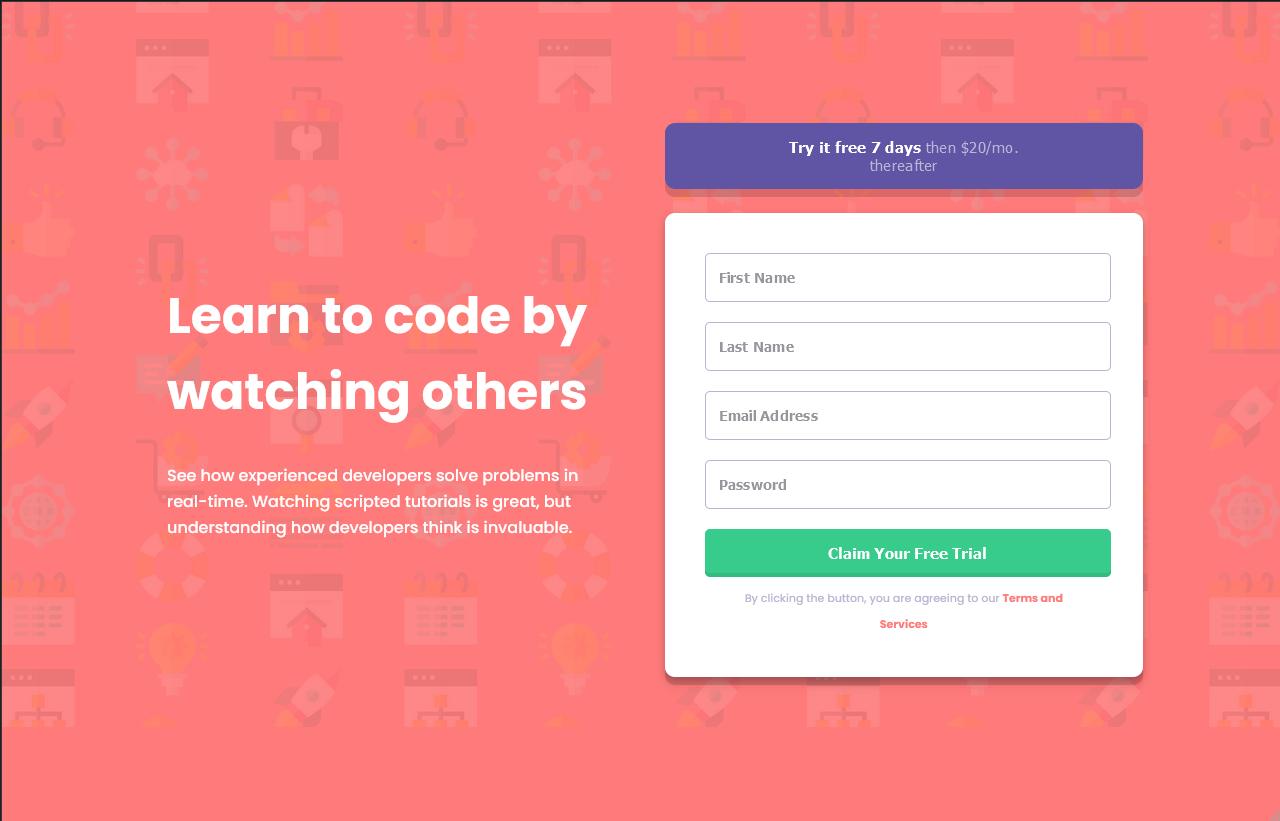 Learn to code by
watching others
See how experienced developers solve problems in
real-time. Watching scripted tutorials is great, but
understanding how developers think is invaluable.
Try it free 7 days then $20/mo.
thereafter
First Name
Last Name
Email Address
Password
Claim Your Free Trial
By clicking the button, you are agreeing to our Terms and
Services